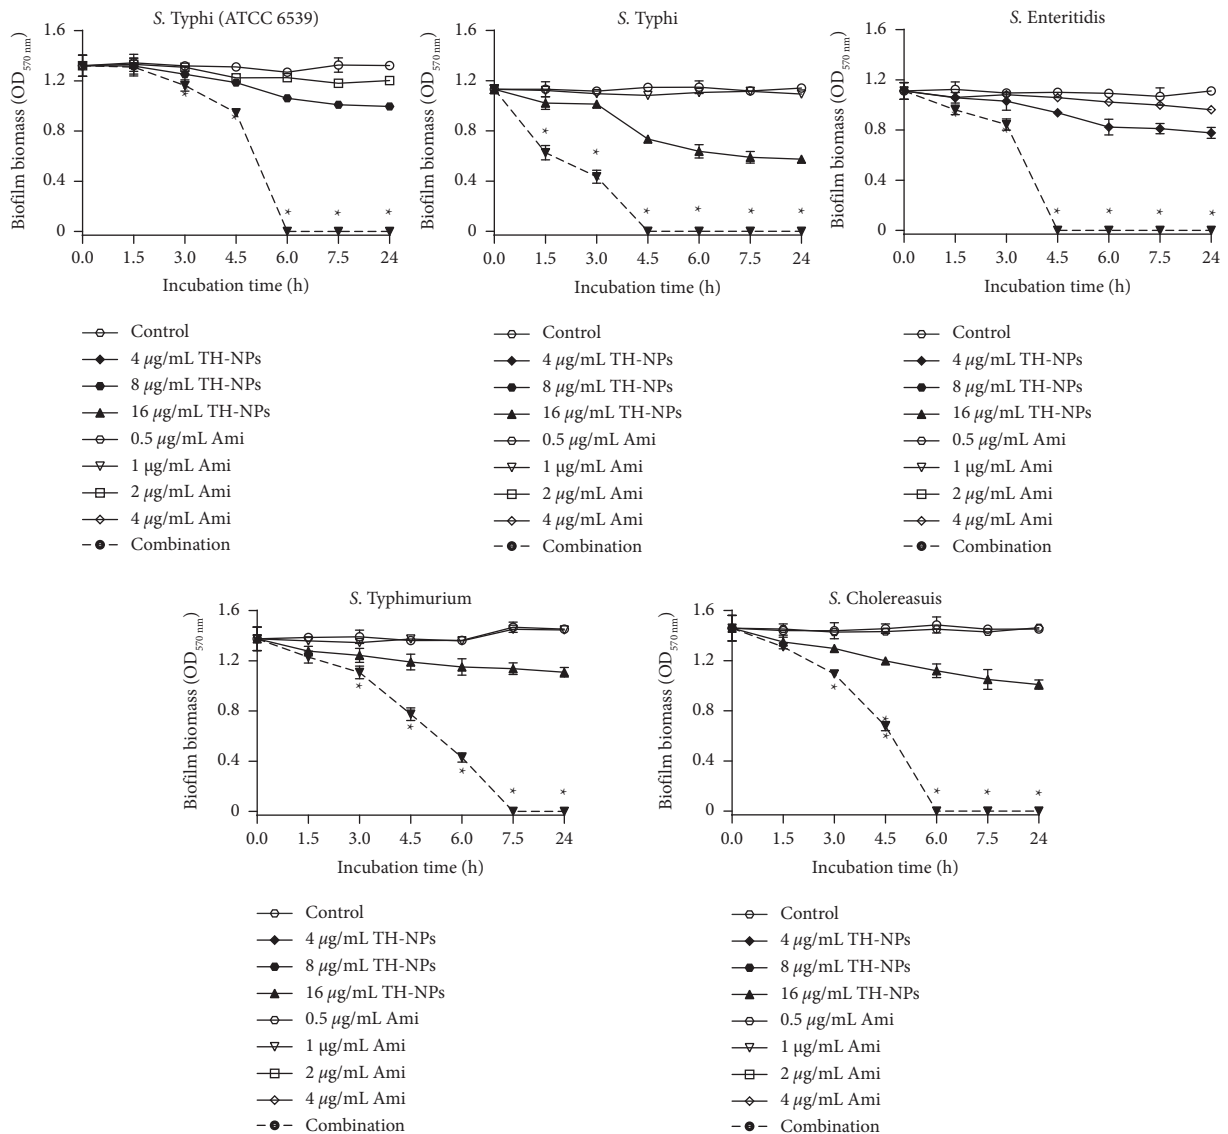 S. Typhi (ATCC 6539)
Biofilm biomass (OD570 nm)
1.6
1.2
0.8
0.4
0
0.0 1.5 3.0 4.5 6.0 7.5 24
Incubation time (h)
Control
4 µg/mL TH-NPs
8 µg/mL TH-NPs
16 µg/mL TH-NPs
0.5 µg/mL Ami
1 µg/mL Ami
2 µg/mL Ami
4 µg/mL Ami
Combination
S. Typhi
Biofilm biomass (OD570 nm)
1.6
1.2
0.8
0.4
0
0.0 1.5 3.0 4.5 6.0 7.5 24
Incubation time (h)
Control
4 µg/mL TH-NPs
8 µg/mL TH-NPs
16 µg/mL TH-NPs
0.5 µg/mL Ami
1 µg/mL Ami
2 µg/mL Ami
4 µg/mL Ami
Combination
S. Enteritidis
Biofilm biomass (OD570 nm)
1.6
1.2
0.8
0.4
0
0.0 1.5 3.0 4.5 6.0 7.5 24
Incubation time (h)
Control
4 µg/mL TH-NPs
8 µg/mL TH-NPs
16 µg/mL TH-NPs
0.5 µg/mL Ami
1 µg/mL Ami
2 µg/mL Ami
4 µg/mL Ami
Combination
S. Typhimurium
Biofilm biomass (OD570 nm)
1.6
1.2
0.8
0.4
0
0.0 1.5 3.0 4.5 6.0 7.5 24
Incubation time (h)
Control
4 µg/mL TH-NPs
8 µg/mL TH-NPs
16 µg/mL TH-NPs
0.5 µg/mL Ami
1 µg/mL Ami
2 µg/mL Ami
4 µg/mL Ami
Combination
S. Cholereasuis
Biofilm biomass (OD570 nm)
1.6
1.2
0.8
0.4
0
0.0 1.5 3.0 4.5 6.0 7.5 24
Incubation time (h)
Control
4 µg/mL TH-NPs
8 µg/mL TH-NPs
16 µg/mL TH-NPs
0.5 µg/mL Ami
1 µg/mL Ami
2 µg/mL Ami
4 µg/mL Ami
Combination